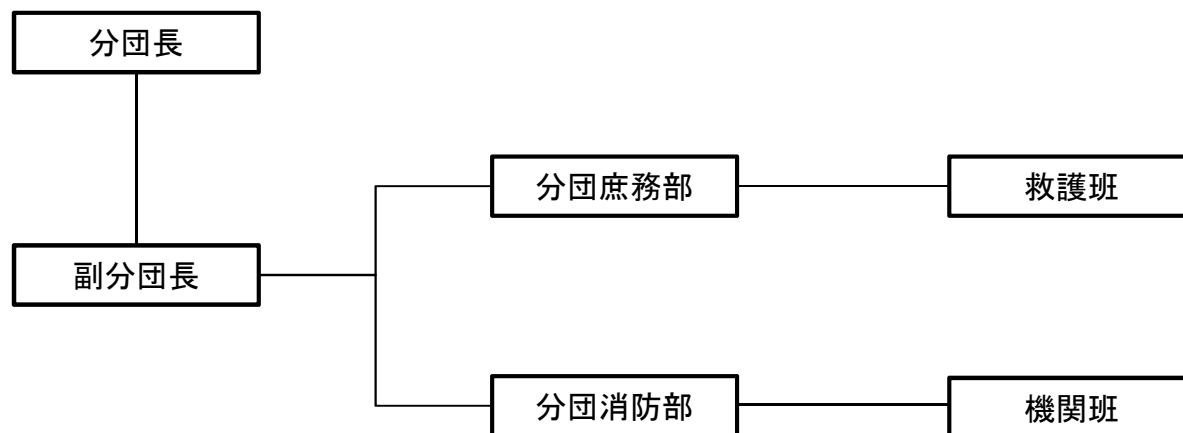 分団長
分団庶務部
救護班
副分団長
分団消防部
機関班